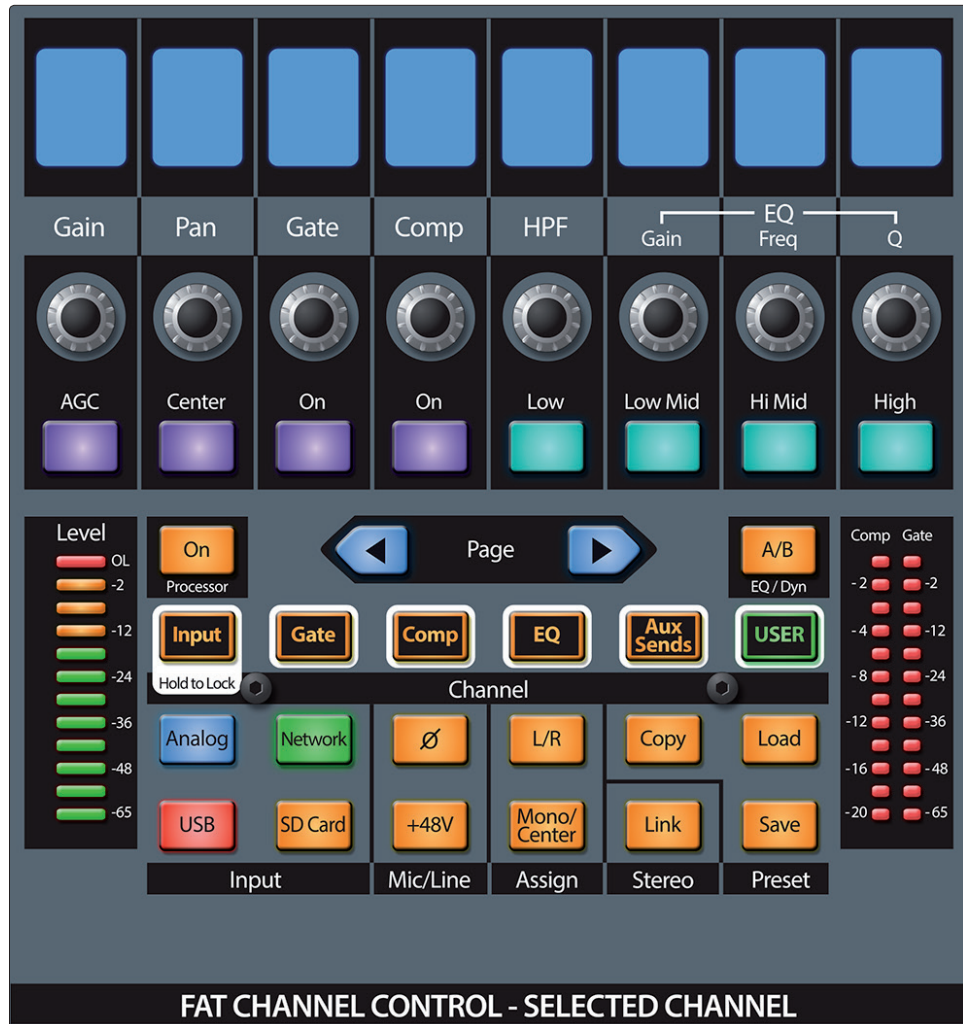 Gain Pan Gate Comp HPF EQ
Gain Freq Q
AGC Center On On Low Low Mid Hi Mid High
Level
OL
-2
-12
-24
-36
-48
-65
On
Processor
◀ Page ▶
A/B
EQ / Dyn
Comp Gate
-2 -2
-4 -12
-8 -24
-12 -36
-16 -48
-20 -65
Input Gate Comp EQ Aux USER
Sends
Hold to Lock
Channel
Analog Network Ø L/R Copy Load
USB SD Card +48V Mono/ Link Save
Center
Input Mic/Line Assign Stereo Preset
FAT CHANNEL CONTROL - SELECTED CHANNEL